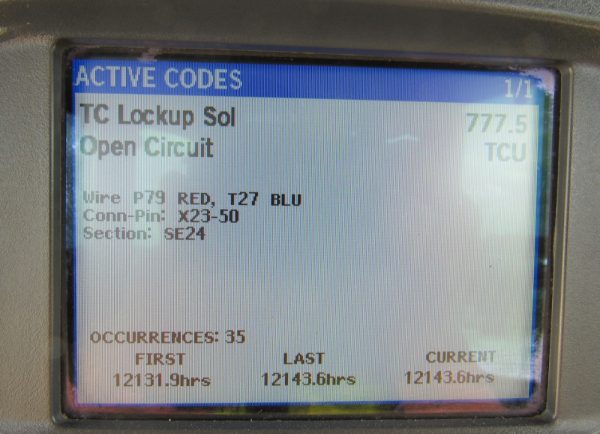 ACTIVE CODES 1/1
TC Lockup Sol 777.5
Open Circuit TCU
Wire P79 RED, T27 BLU
Conn-Pin: X23-50
Section: SE24
OCCURRENCES: 35
FIRST LAST CURRENT
12131.9hrs 12143.6hrs 12143.6hrs